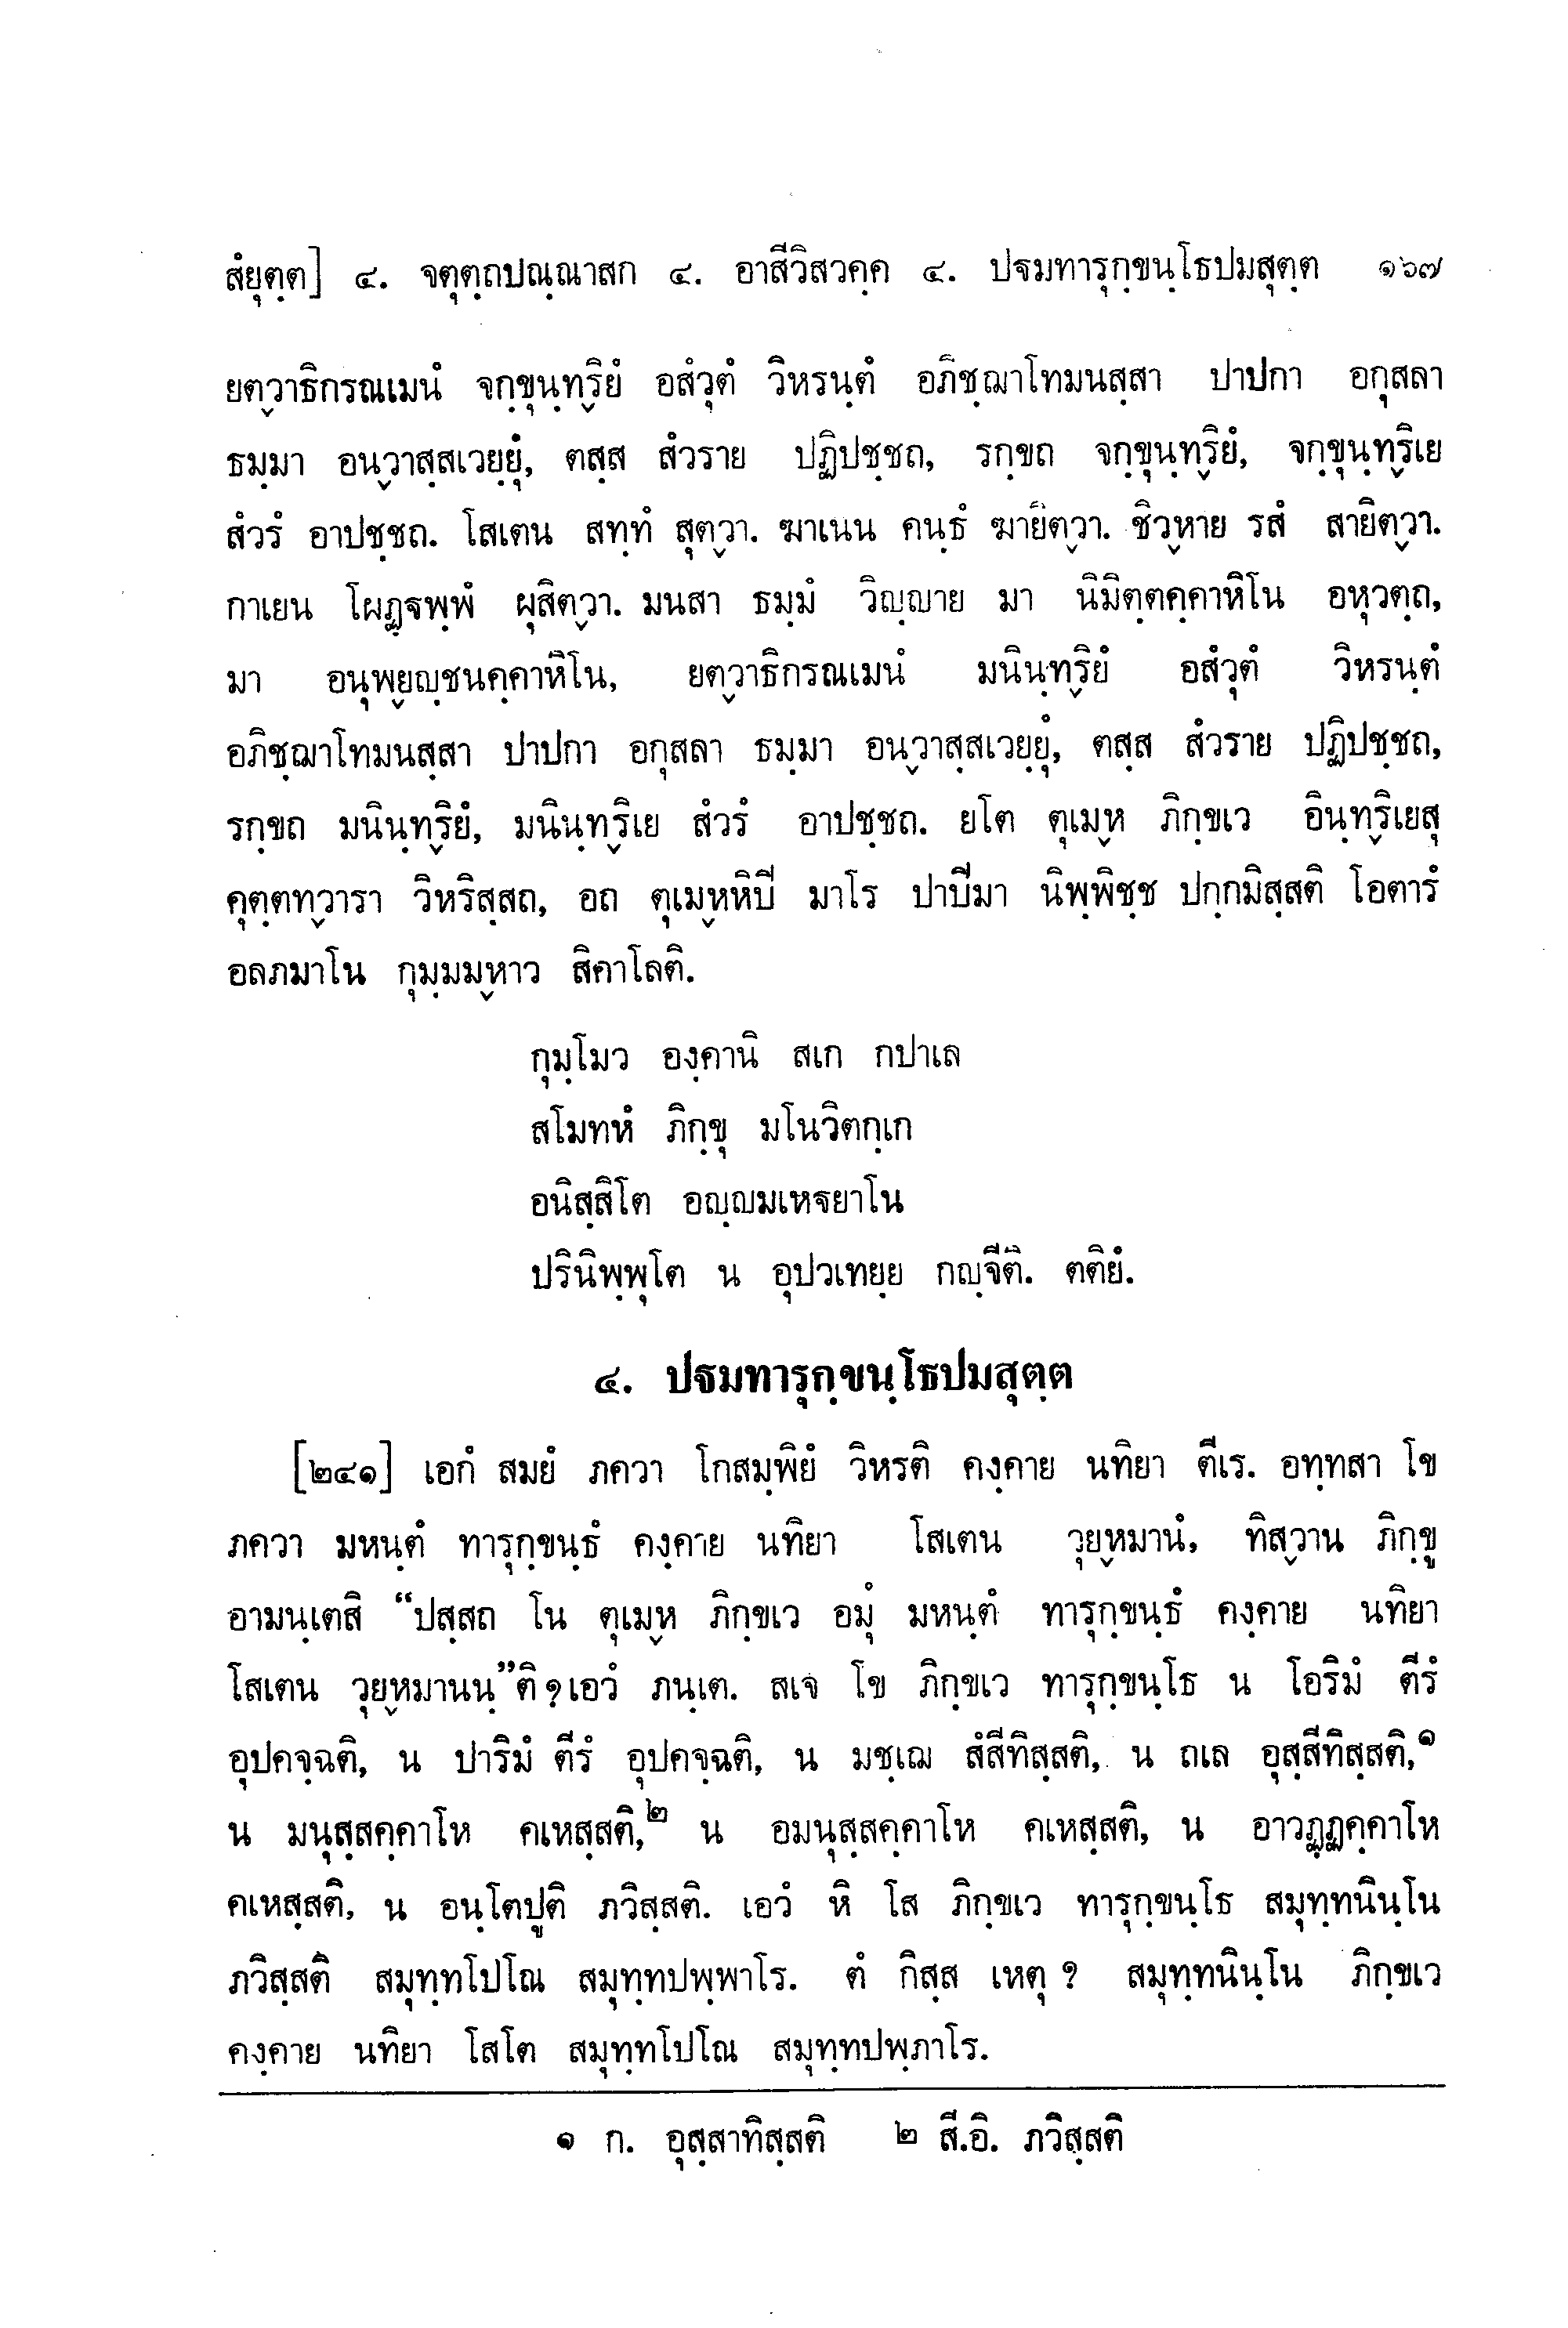 สํยุตฺต] ๔. จตุตฺถปณฺณาสก ๔. อาสีวิสวคฺค ๔. ปฐมทารุกฺขนฺโธปมสุตฺต ๑๖๗
ยตฺวาธิกรณเมนํ จกฺขุนฺทฺริยํ อสํวุตํ วิหรนฺตํ อภิชฺฌาโทมนสฺสา ปาปกา อกุสลา
ธมฺมา อนฺวาสฺสเวยฺยุํ, ตสฺส สํวราย ปฏิปชฺชถ, รกฺขถ จกฺขุนฺทฺริยํ, จกฺขุนฺทฺริเย
สํวรํ อาปชฺชถ. โสเตน สทฺทํ สุตฺวา. ฆาเนน คนฺธํ ฆายิตฺวา. ชิวฺหาย รสํ สายิตฺวา.
กาเยน โผฏฺฐพฺพํ ผุสิตฺวา. มนสา ธมฺมํ วิญฺญาย มา นิมิตฺตคฺคาหิโน อหุวตฺถ,
มา อนุพฺยญฺชนคฺคาหิโน, ยตฺวาธิกรณเมนํ มนินฺทฺริยํ อสํวุตํ วิหรนฺตํ
อภิชฺฌาโทมนสฺสา ปาปกา อกุสลา ธมฺมา อนฺวาสฺสเวยฺยุํ, ตสฺส สํวราย ปฏิปชฺชถ,
รกฺขถ มนินฺทฺริยํ, มนินฺทฺริเย สํวรํ อาปชฺชถ. ยโต ตุเมฺห ภิกฺขเว อินฺทฺริเยสุ
คุตฺตทฺวารา วิหริสฺสถ, อถ ตุเมฺหหิปี มาโร ปาปีมา นิพฺพิชฺช ปกฺกมิสฺสติ โอตารํ
อลภมาโน กุมฺมมฺหาว สิคาโลติ.
กุมฺโมว องฺคานิ สเก กปาเล
สโมทหํ ภิกฺขุ มโนวิตกฺเก
อนิสฺสิโต อญฺญมเหฐยาโน
ปรินิพฺพุโต น อุปวเทยฺย กญฺจีติ. ตติยํ.
๔. ปฐมทารุกฺขนฺโธปมสุตฺต
[๒๔๑] เอกํ สมยํ ภควา โกสมฺพิยํ วิหรติ คงฺคาย นทิยา ตีเร. อทฺทสา โข
ภควา มหนฺตํ ทารุกฺขนฺธํ คงฺคาย นทิยา โสเตน วุยฺหมานํ, ทิสฺวาน ภิกฺขู
อามนฺเตสิ “ปสฺสถ โน ตุเมฺห ภิกฺขเว อมุํ มหนฺตํ ทารุกฺขนฺธํ คงฺคาย นทิยา
โสเตน วุยฺหมานนฺ”ติ ? เอวํ ภนฺเต. สเจ โข ภิกฺขเว ทารุกฺขนฺโธ น โอริมํ ตีรํ
อุปคจฺฉติ, น ปาริมํ ตีรํ อุปคจฺฉติ, น มชฺเฌ สํสีทิสฺสติ, น ถเล อุสฺสีทิสฺสติ,๑
น มนุสฺสคฺคาโห คเหสฺสติ,๒ น อมนุสฺสคฺคาโห คเหสฺสติ, น อาวฏฺฏคฺคาโห
คเหสฺสติ, น อนฺโตปูติ ภวิสฺสติ. เอวํ หิ โส ภิกฺขเว ทารุกฺขนฺโธ สมุทฺทนินฺโน
ภวิสฺสติ สมุทฺทโปโณ สมุทฺทปพฺพาโร. ตํ กิสฺส เหตุ ? สมุทฺทนินฺโน ภิกฺขเว
คงฺคาย นทิยา โสโต สมุทฺทโปโณ สมุทฺทปพฺภาโร.
๑ ก. อุสฺสาทิสฺสติ ๒ สี.อิ. ภวิสฺสติ